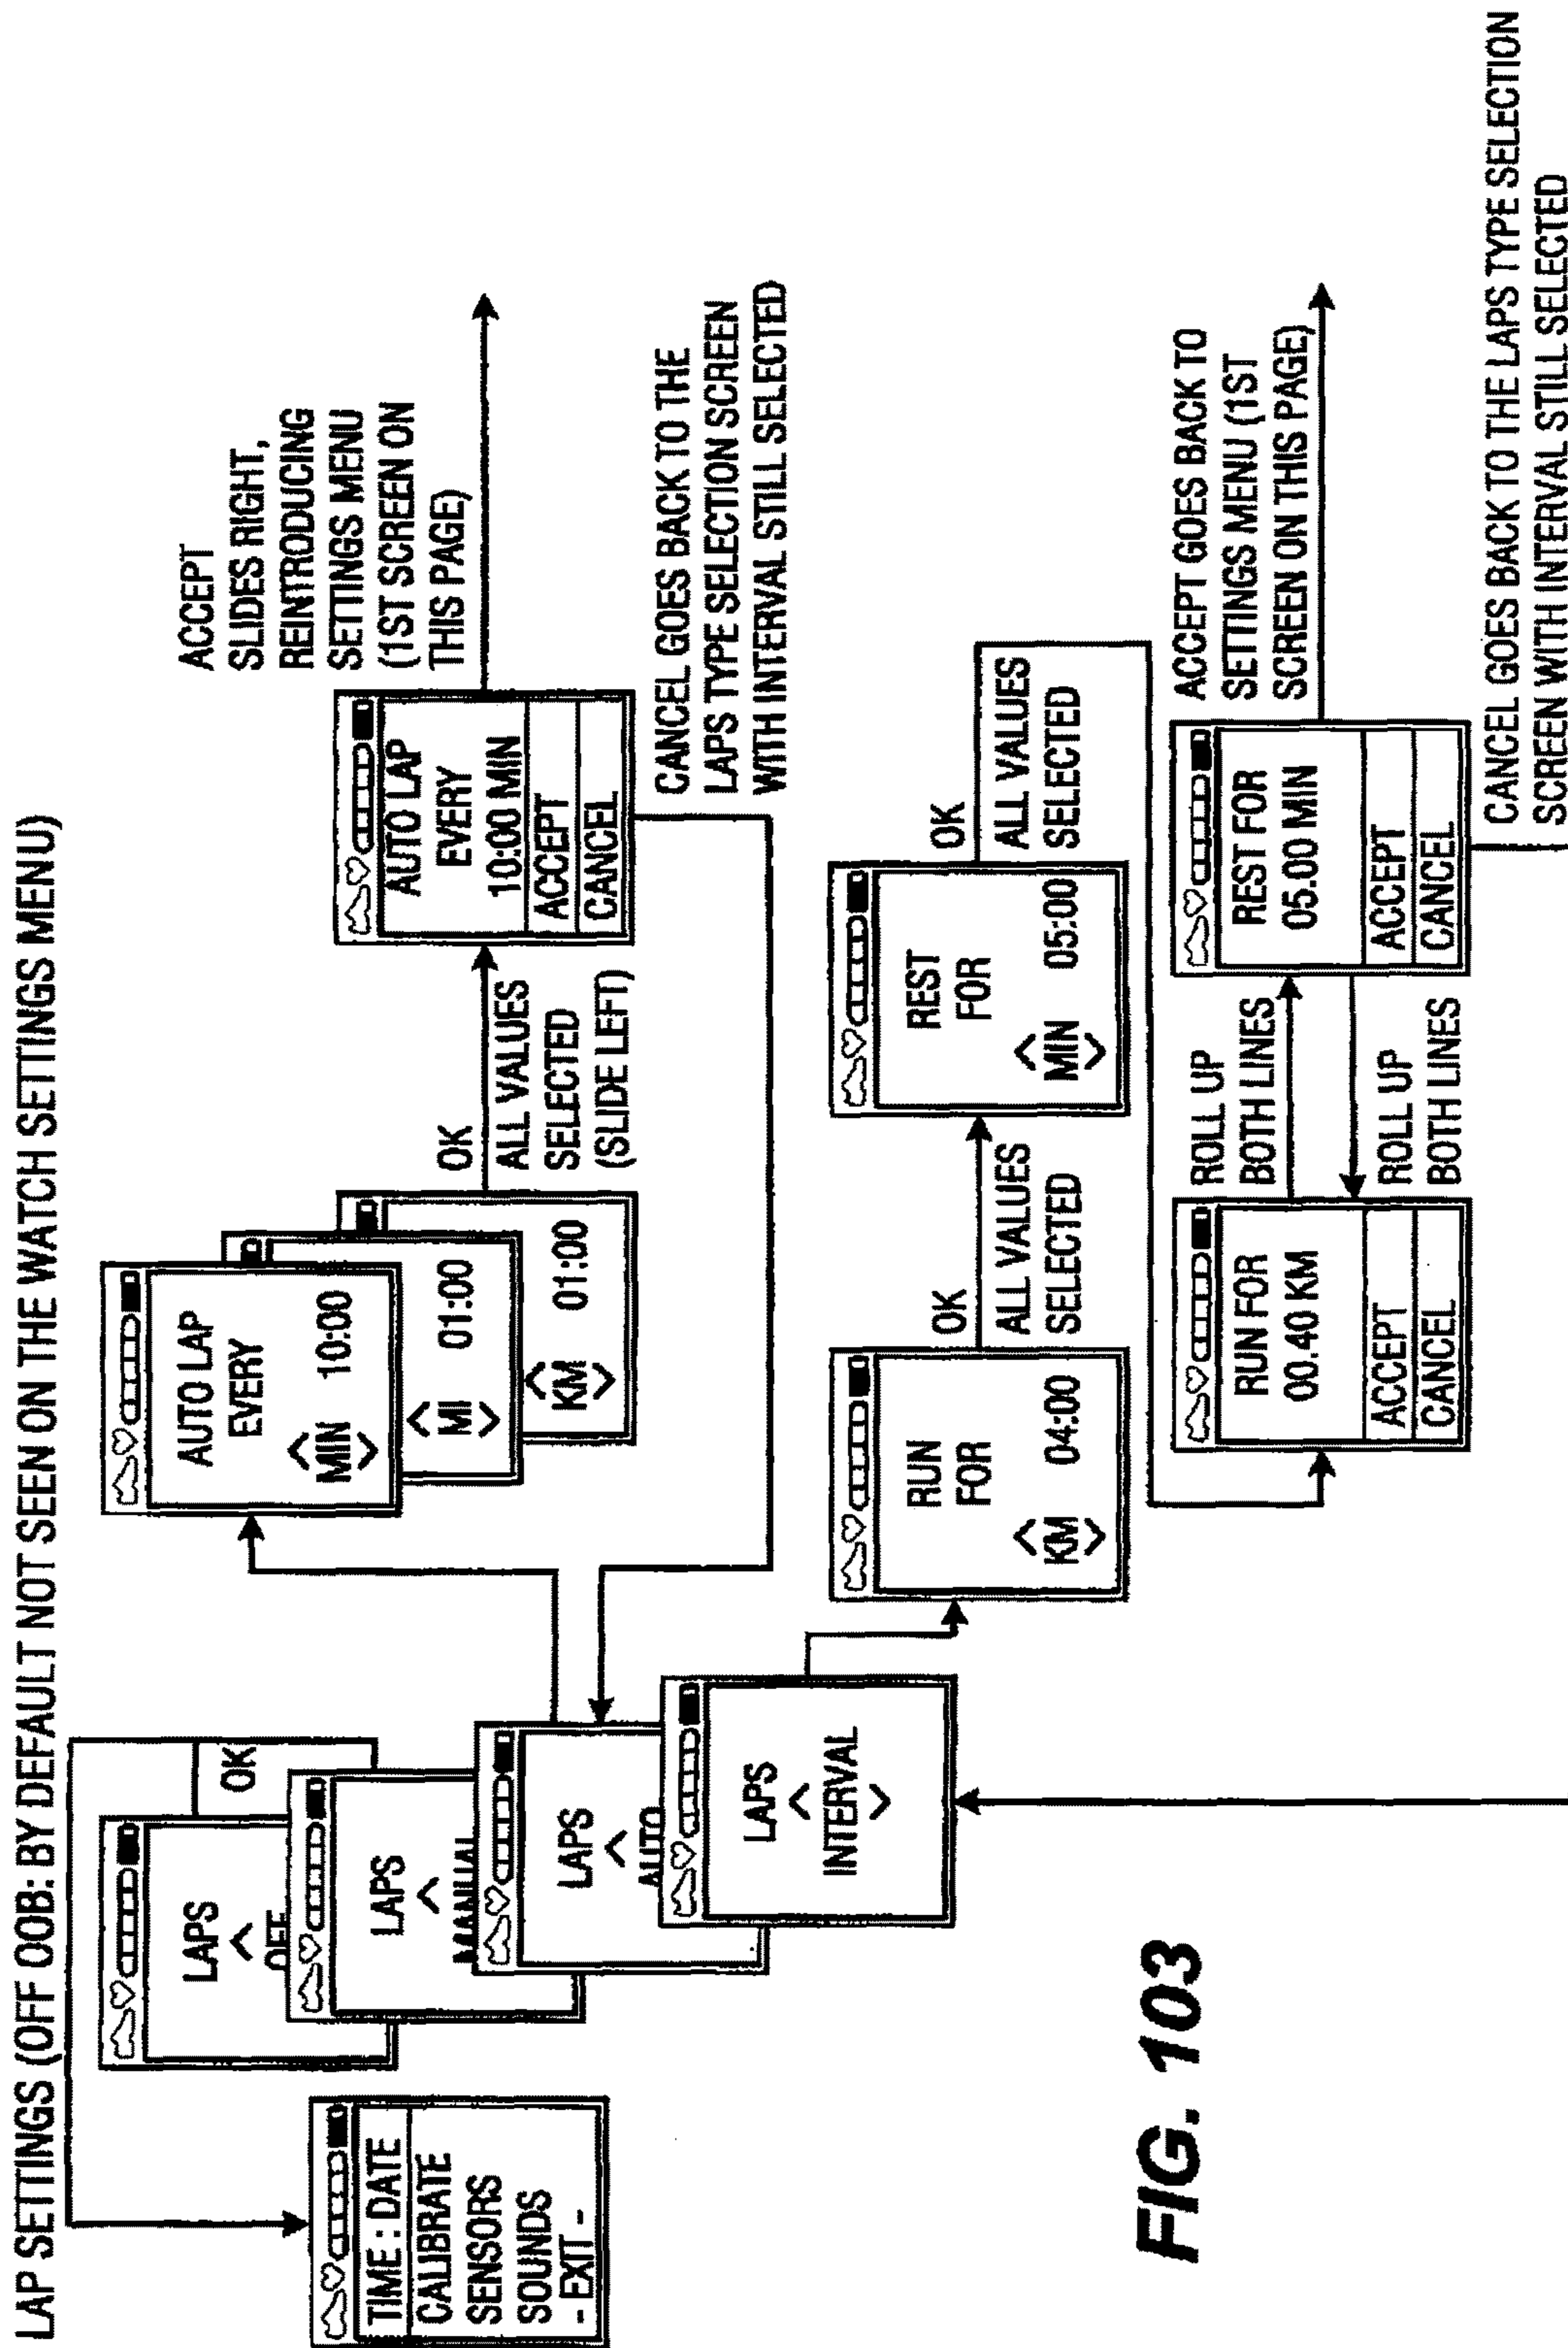 LAP SETTINGS (OFF OOB: BY DEFAULT NOT SEEN ON THE WATCH SETTINGS MENU)
TIME : DATE
CALIBRATE
SENSORS
SOUNDS
- EXIT -
LAPS
<
OFF
OK
LAPS
<
MANUAL
LAPS
<
AUTO
LAPS
<
INTERVAL
>
AUTO LAP
EVERY
<
MIN 10:00
>
<
MI 01:00
>
<
KM 01:00
>
OK
ALL VALUES
SELECTED
(SLIDE LEFT)
AUTO LAP
EVERY
10:00 MIN
ACCEPT
CANCEL
ACCEPT
SLIDES RIGHT,
REINTRODUCING
SETTINGS MENU
(1ST SCREEN ON
THIS PAGE)
CANCEL GOES BACK TO THE
LAPS TYPE SELECTION SCREEN
WITH INTERVAL STILL SELECTED
RUN
FOR
<
KM 04:00
>
OK
ALL VALUES
SELECTED
REST
FOR
<
MIN 05:00
>
OK
ALL VALUES
SELECTED
RUN FOR
00.40 KM
ACCEPT
CANCEL
ROLL UP
BOTH LINES
ROLL UP
BOTH LINES
REST FOR
05.00 MIN
ACCEPT
CANCEL
ACCEPT GOES BACK TO
SETTINGS MENU (1ST
SCREEN ON THIS PAGE)
CANCEL GOES BACK TO THE LAPS TYPE SELECTION
SCREEN WITH INTERVAL STILL SELECTED
FIG. 103